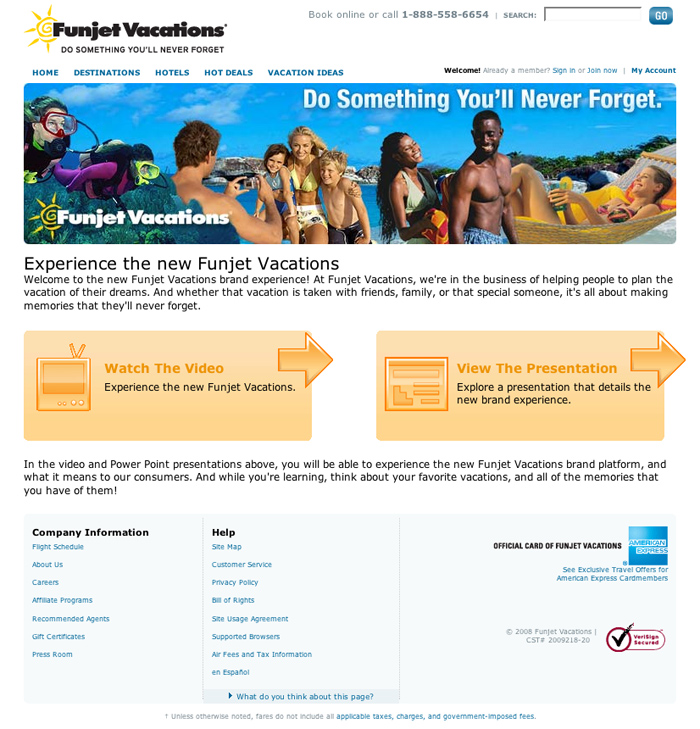 Funjet Vacations
DO SOMETHING YOU'LL NEVER FORGET
Book online or call 1-888-558-6654 | SEARCH: GO
HOME DESTINATIONS HOTELS HOT DEALS VACATION IDEAS
Welcome! Already a member? Sign in or Join now | My Account
Do Something You'll Never Forget.
Funjet Vacations
Experience the new Funjet Vacations
Welcome to the new Funjet Vacations brand experience! At Funjet Vacations, we're in the business of helping people to plan the
vacation of their dreams. And whether that vacation is taken with friends, family, or that special someone, it's all about making
memories that they'll never forget.
Watch The Video
Experience the new Funjet Vacations.
View The Presentation
Explore a presentation that details the
new brand experience.
In the video and Power Point presentations above, you will be able to experience the new Funjet Vacations brand platform, and
what it means to our consumers. And while you're learning, think about your favorite vacations, and all of the memories that
you have of them!
Company Information
Flight Schedule
About Us
Careers
Affiliate Programs
Recommended Agents
Gift Certificates
Press Room
Help
Site Map
Customer Service
Privacy Policy
Bill of Rights
Site Usage Agreement
Supported Browsers
Air Fees and Tax Information
en Español
What do you think about this page?
OFFICIAL CARD OF FUNJET VACATIONS
AMERICAN
EXPRESS
See Exclusive Travel Offers for
American Express Cardmembers
© 2008 Funjet Vacations |
CST# 2009218-20
VeriSign
Secured
† Unless otherwise noted, fares do not include all applicable taxes, charges, and government-imposed fees.